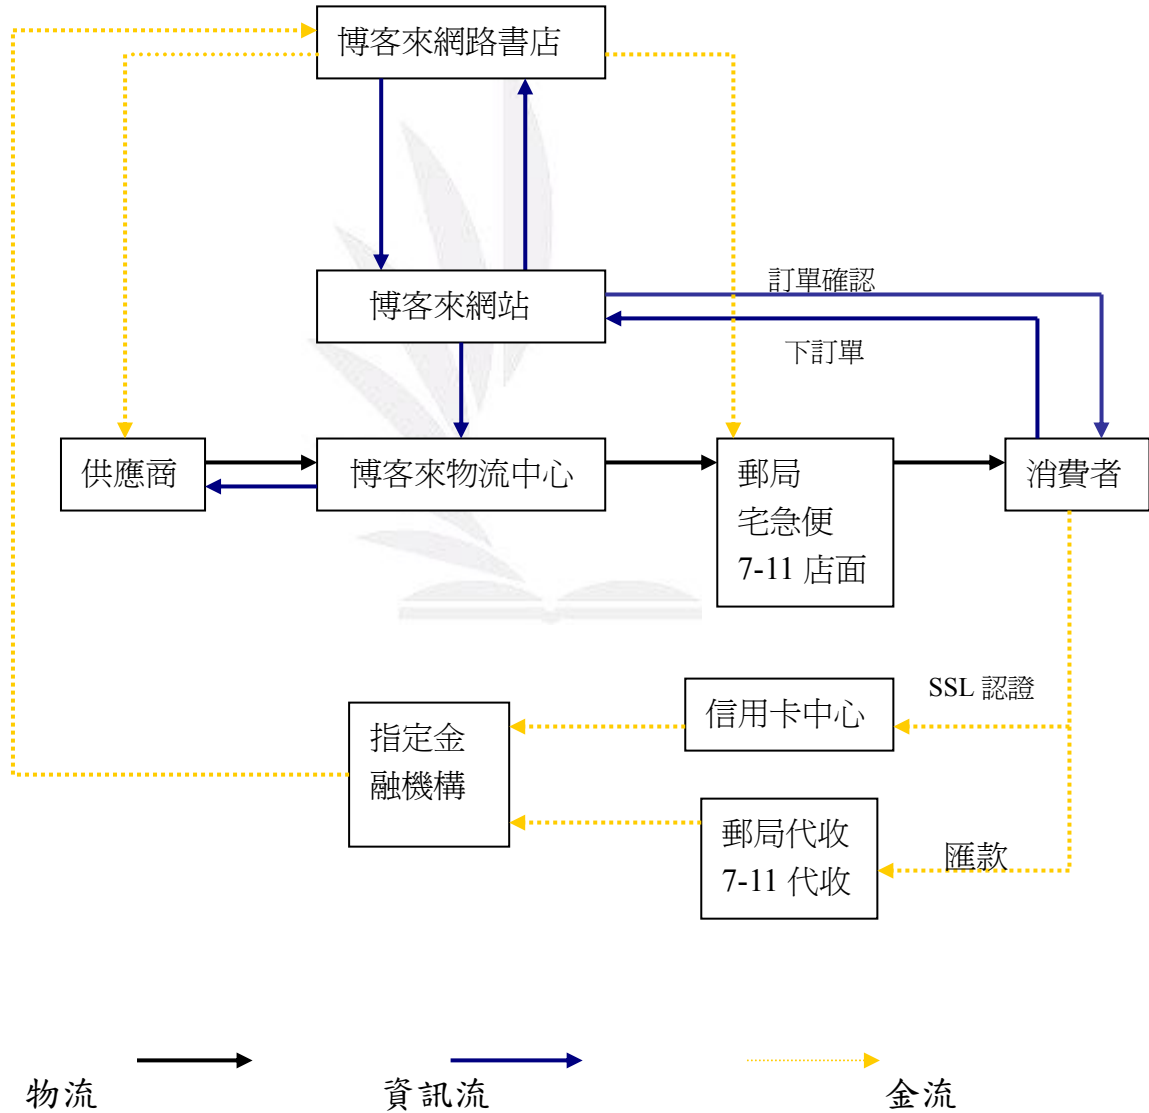 博客來網路書店
博客來網站
訂單確認
下訂單
供應商
博客來物流中心
郵局
宅急便
7-11 店面
消費者
SSL 認證
信用卡中心
指定金
融機構
郵局代收
7-11 代收
匯款
物流
資訊流
金流